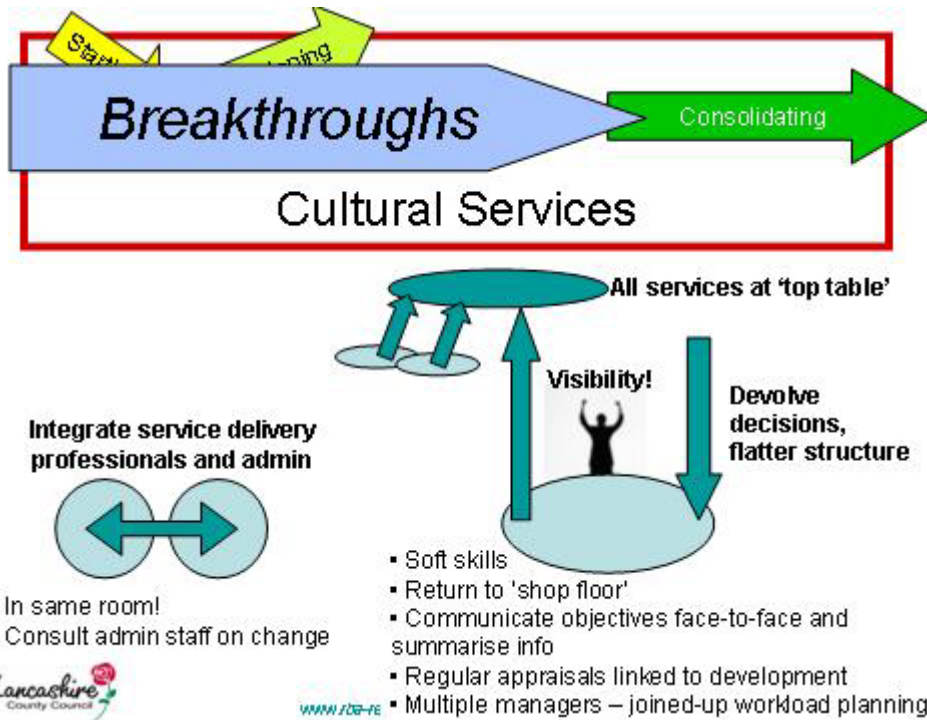 Breakthroughs
Consolidating
Cultural Services
All services at ‘top table’
Visibility!
Devolve
decisions,
flatter structure
Integrate service delivery
professionals and admin
In same room!
Consult admin staff on change
▪ Soft skills
▪ Return to ‘shop floor’
▪ Communicate objectives face-to-face and
summarise info
▪ Regular appraisals linked to development
▪ Multiple managers – joined-up workload planning
Lancashire
County Council